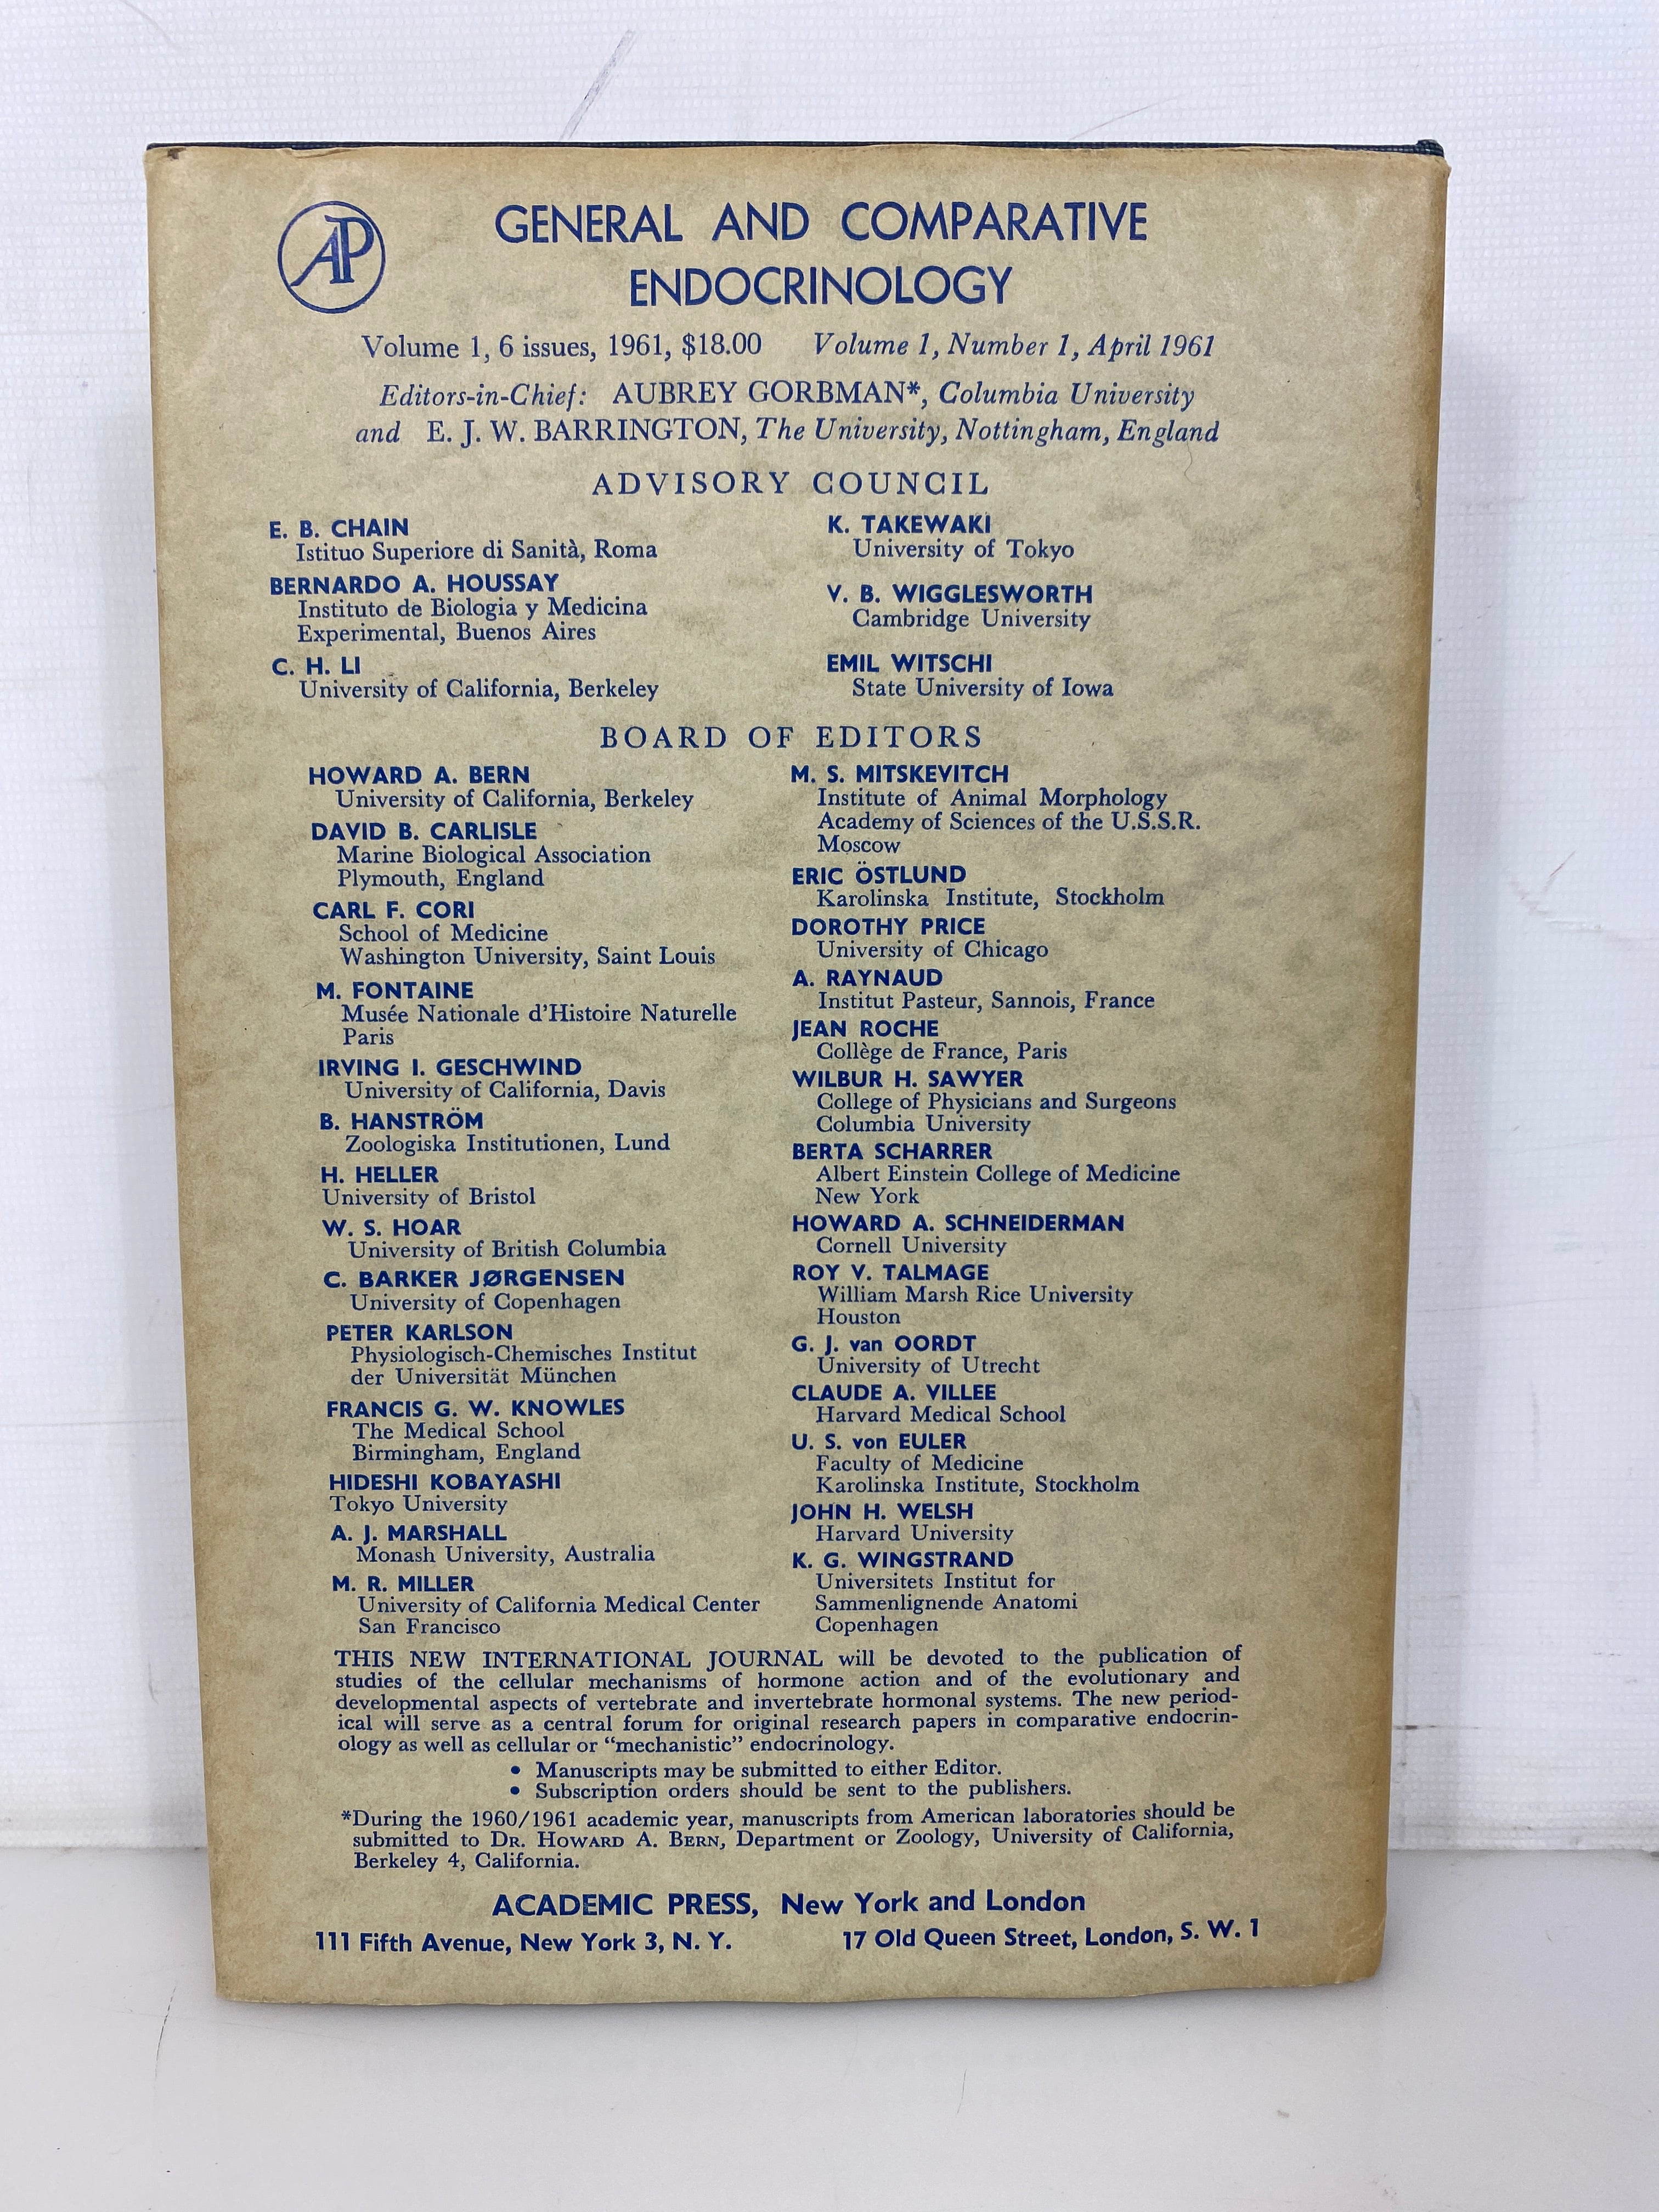 AP
GENERAL AND COMPARATIVE
ENDOCRINOLOGY
Volume 1, 6 issues, 1961, $18.00 Volume 1, Number 1, April 1961
Editors-in-Chief: AUBREY GORBMAN*, Columbia University
and E. J. W. BARRINGTON, The University, Nottingham, England
ADVISORY COUNCIL
E. B. CHAIN
Istituo Superiore di Sanità, Roma
BERNARDO A. HOUSSAY
Instituto de Biologia y Medicina
Experimental, Buenos Aires
C. H. LI
University of California, Berkeley
K. TAKEWAKI
University of Tokyo
V. B. WIGGLESWORTH
Cambridge University
EMIL WITSCHI
State University of Iowa
BOARD OF EDITORS
HOWARD A. BERN
University of California, Berkeley
DAVID B. CARLISLE
Marine Biological Association
Plymouth, England
CARL F. CORI
School of Medicine
Washington University, Saint Louis
M. FONTAINE
Musée Nationale d'Histoire Naturelle
Paris
IRVING I. GESCHWIND
University of California, Davis
B. HANSTRÖM
Zoologiska Institutionen, Lund
H. HELLER
University of Bristol
W. S. HOAR
University of British Columbia
C. BARKER JØRGENSEN
University of Copenhagen
PETER KARLSON
Physiologisch-Chemisches Institut
der Universität München
FRANCIS G. W. KNOWLES
The Medical School
Birmingham, England
HIDESHI KOBAYASHI
Tokyo University
A. J. MARSHALL
Monash University, Australia
M. R. MILLER
University of California Medical Center
San Francisco
M. S. MITSKEVITCH
Institute of Animal Morphology
Academy of Sciences of the U.S.S.R.
Moscow
ERIC ÖSTLUND
Karolinska Institute, Stockholm
DOROTHY PRICE
University of Chicago
A. RAYNAUD
Institut Pasteur, Sannois, France
JEAN ROCHE
Collège de France, Paris
WILBUR H. SAWYER
College of Physicians and Surgeons
Columbia University
BERTA SCHARRER
Albert Einstein College of Medicine
New York
HOWARD A. SCHNEIDERMAN
Cornell University
ROY V. TALMAGE
William Marsh Rice University
Houston
G. J. van OORDT
University of Utrecht
CLAUDE A. VILLEE
Harvard Medical School
U. S. von EULER
Faculty of Medicine
Karolinska Institute, Stockholm
JOHN H. WELSH
Harvard University
K. G. WINGSTRAND
Universitets Institut for
Sammenlignende Anatomi
Copenhagen
THIS NEW INTERNATIONAL JOURNAL will be devoted to the publication of
studies of the cellular mechanisms of hormone action and of the evolutionary and
developmental aspects of vertebrate and invertebrate hormonal systems. The new period-
ical will serve as a central forum for original research papers in comparative endocrin-
ology as well as cellular or “mechanistic” endocrinology.
• Manuscripts may be submitted to either Editor.
• Subscription orders should be sent to the publishers.
*During the 1960/1961 academic year, manuscripts from American laboratories should be
submitted to DR. HOWARD A. BERN, Department or Zoology, University of California,
Berkeley 4, California.
ACADEMIC PRESS, New York and London
111 Fifth Avenue, New York 3, N. Y. 17 Old Queen Street, London, S. W. 1